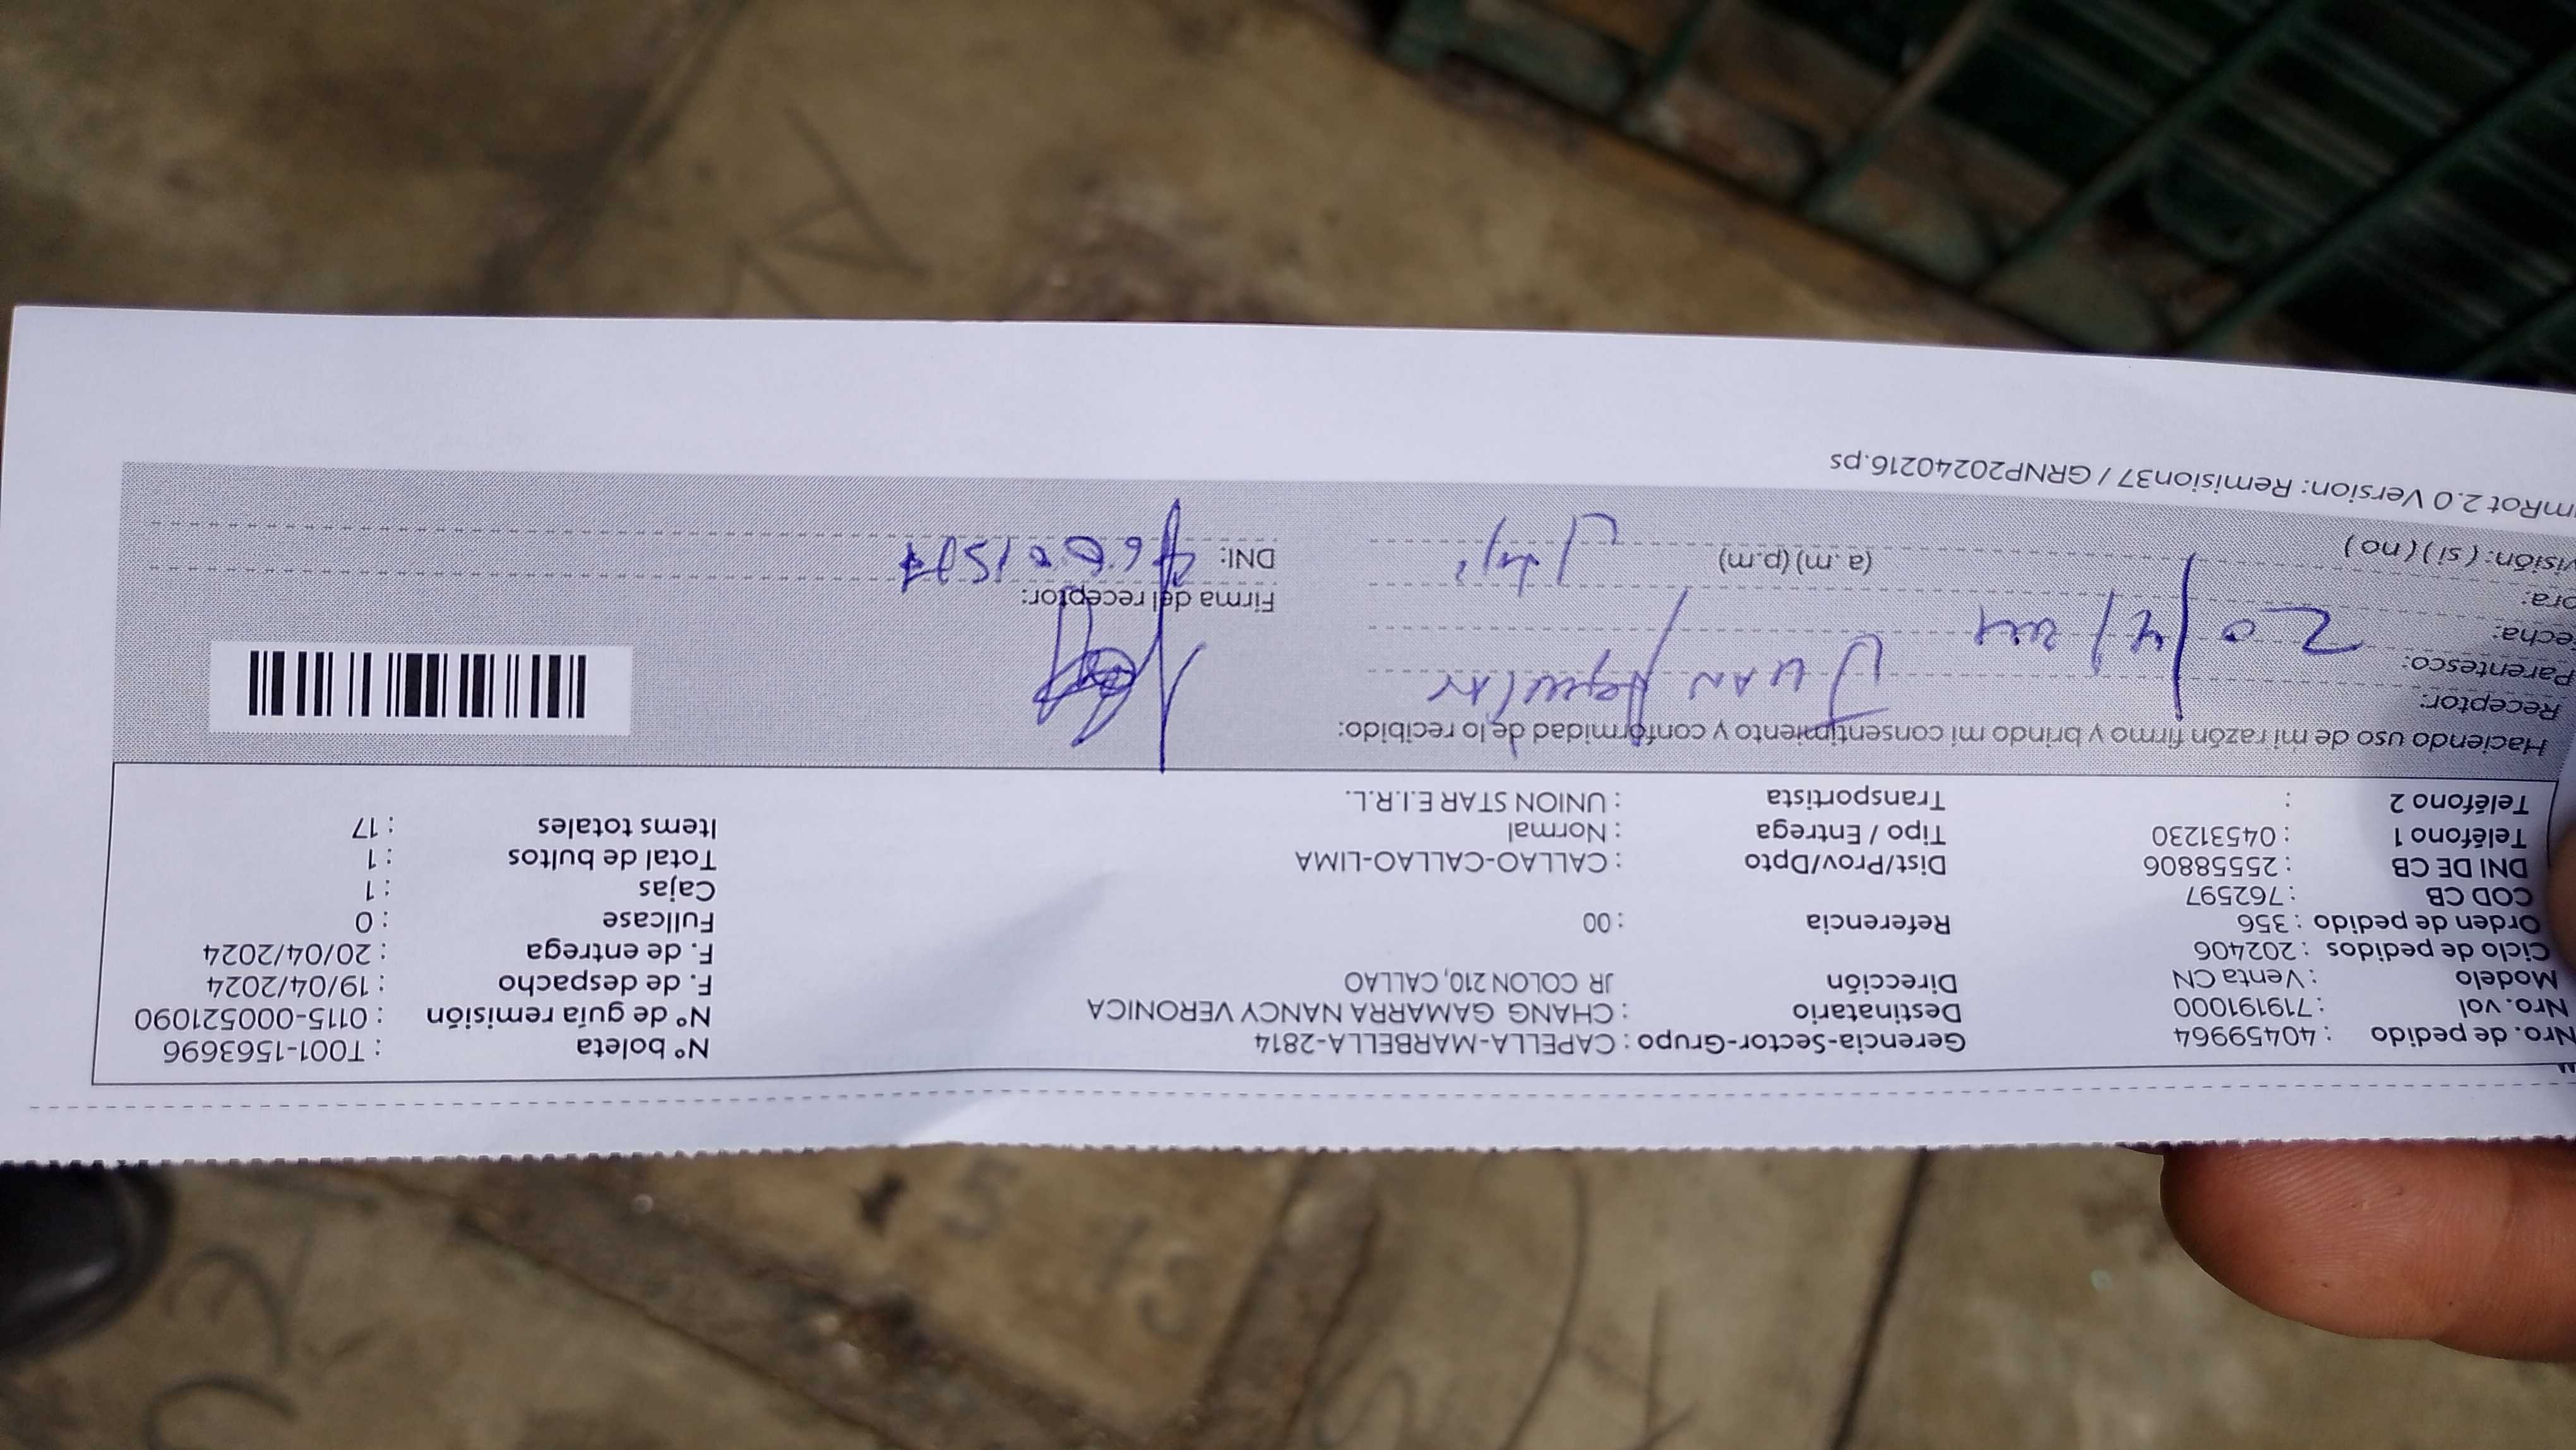 Nro. de pedido : 40459964 Gerencia-Sector-Grupo : CAPELLA-MARBELLA-2814 N° boleta : T001-1563696
Nro. vol : 719191000 Destinatario : CHANG GAMARRA NANCY VERONICA N° de guía remisión : 0115-000521090
Modelo : Venta CN Dirección JR COLON 210, CALLAO F. de despacho : 19/04/2024
Ciclo de pedidos : 202406 F. de entrega : 20/04/2024
Orden de pedido : 356 Referencia : 00 Fullcase : 0
COD CB : 762597 Cajas : 1
DNI DE CB : 25558806 Dist/Prov/Dpto : CALLAO-CALLAO-LIMA Total de bultos : 1
Teléfono 1 : 04531230 Tipo / Entrega : Normal Items totales : 17
Teléfono 2 : Transportista : UNION STAR E.I.R.L.
Haciendo uso de mi razón firmo y brindo mi consentimiento y conformidad de lo recibido:
Receptor: JUAN Aguilar
Parentesco:
echa: 20/4/24 Firma del receptor:
ora: (a.m) (p.m) DNI:
visión: ( si ) ( no )
mRot 2.0 Version: Remision37 / GRNP20240216.ps